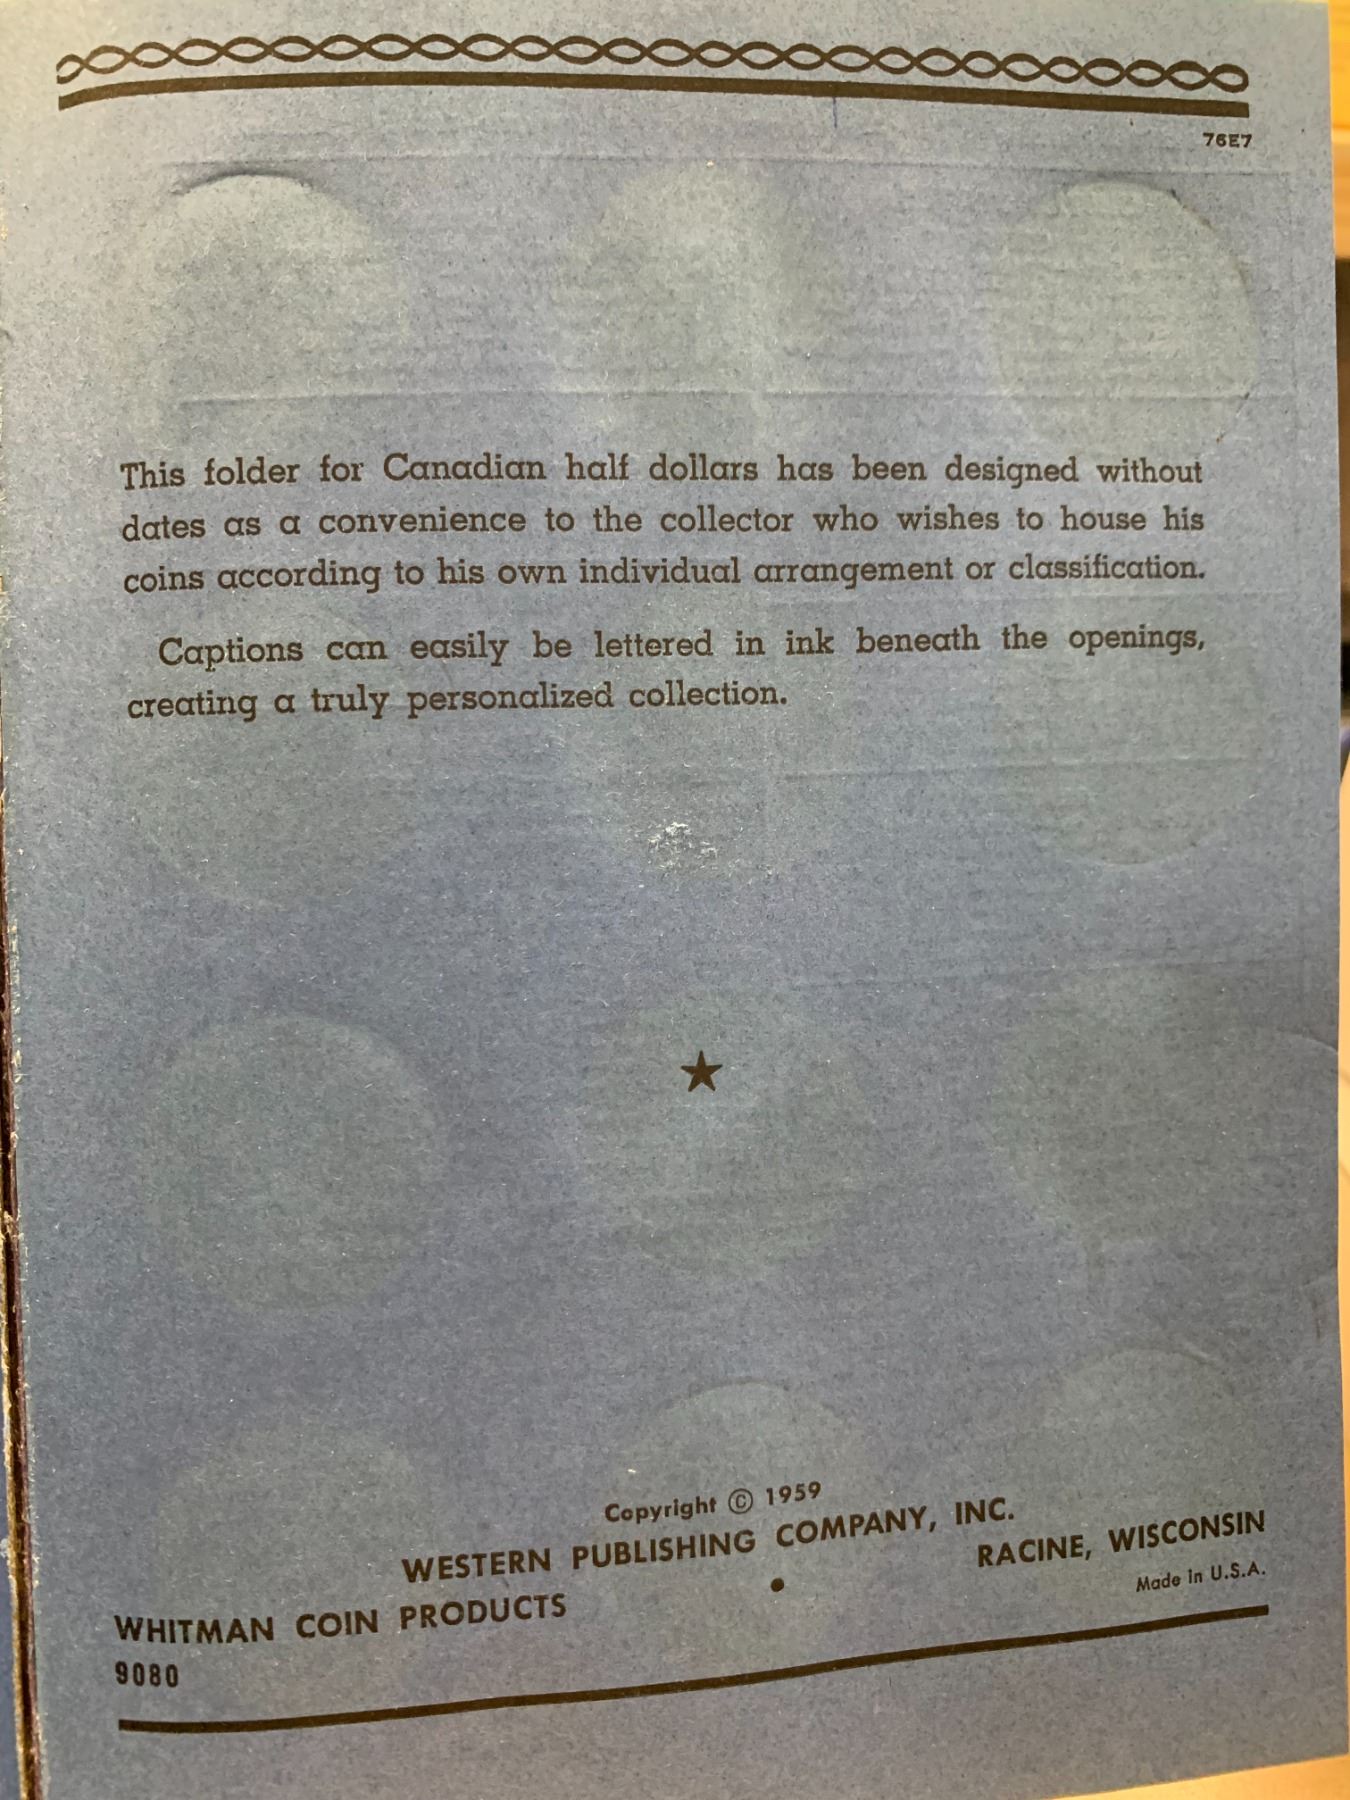 76E7
This folder for Canadian half dollars has been designed without
dates as a convenience to the collector who wishes to house his
coins according to his own individual arrangement or classification.
Captions can easily be lettered in ink beneath the openings,
creating a truly personalized collection.
Copyright © 1959
WESTERN PUBLISHING COMPANY, INC.
WHITMAN COIN PRODUCTS • RACINE, WISCONSIN
9080 Made in U.S.A.